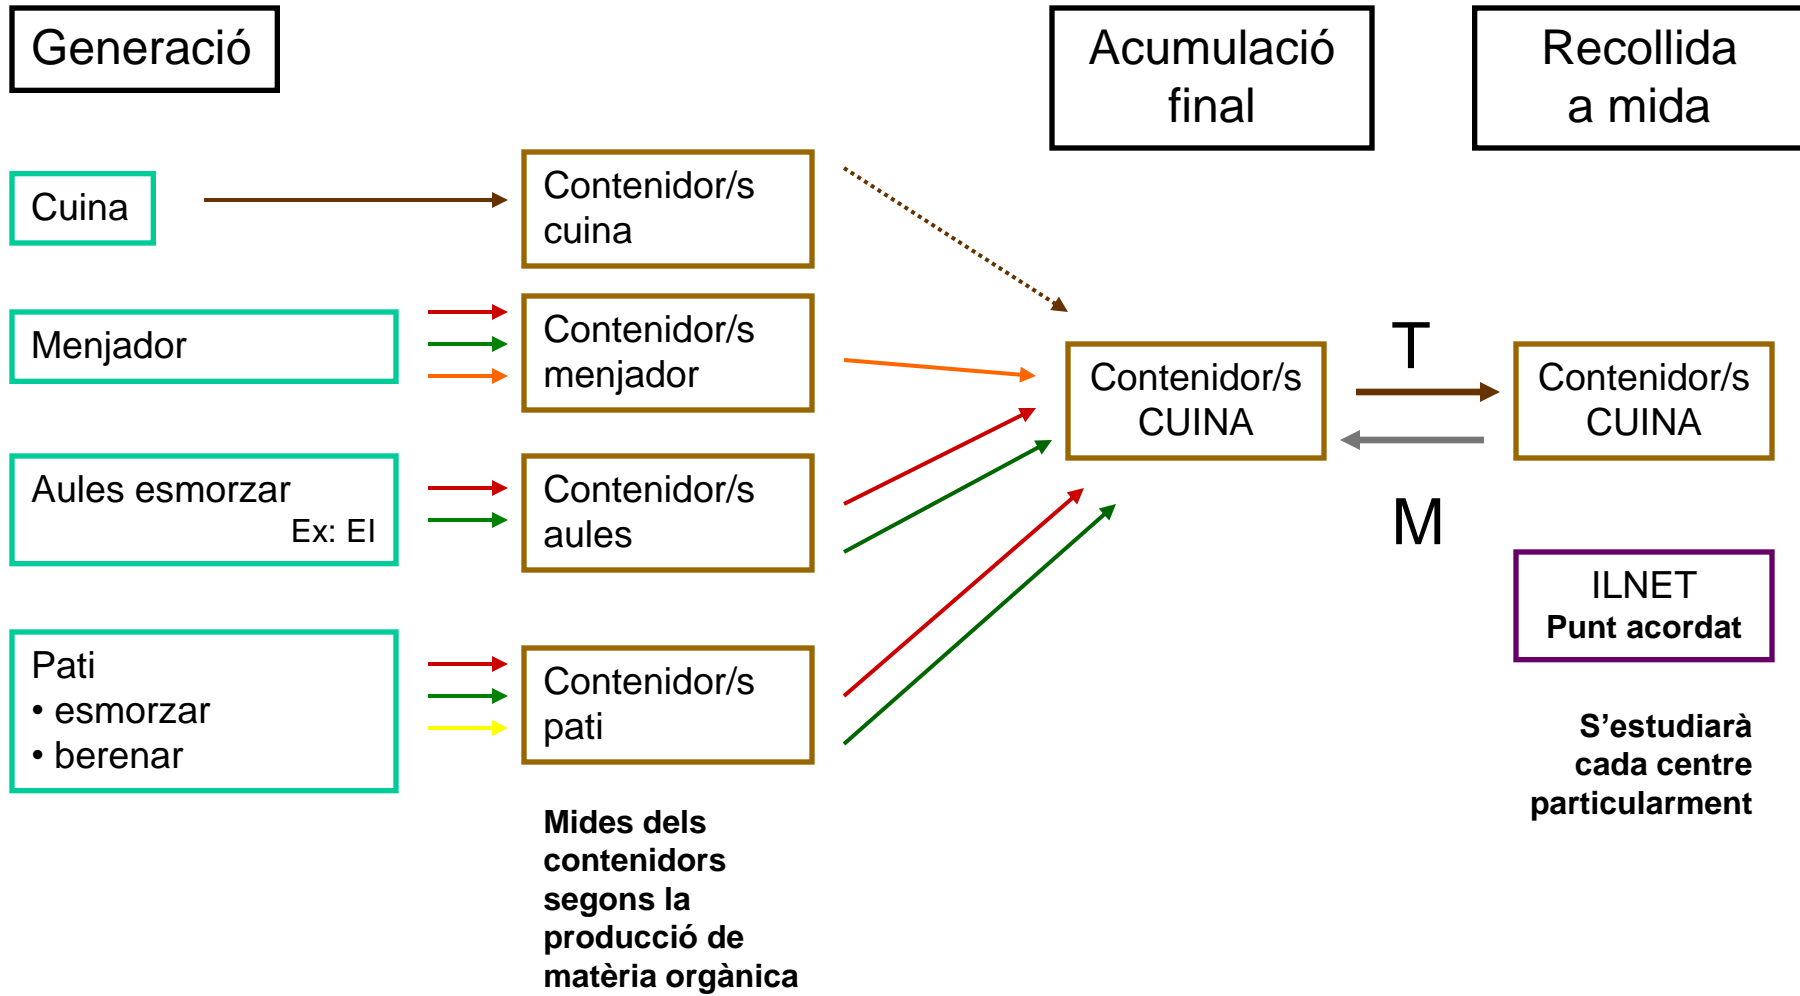 Generació
Acumulació
final
Recollida
a mida
Cuina
Contenidor/s
cuina
Menjador
Contenidor/s
menjador
Aules esmorzar
Ex: EI
Contenidor/s
aules
Pati
• esmorzar
• berenar
Contenidor/s
pati
Mides dels
contenidors
segons la
producció de
matèria orgànica
Contenidor/s
CUINA
T
M
Contenidor/s
CUINA
ILNET
Punt acordat
S’estudiarà
cada centre
particularment